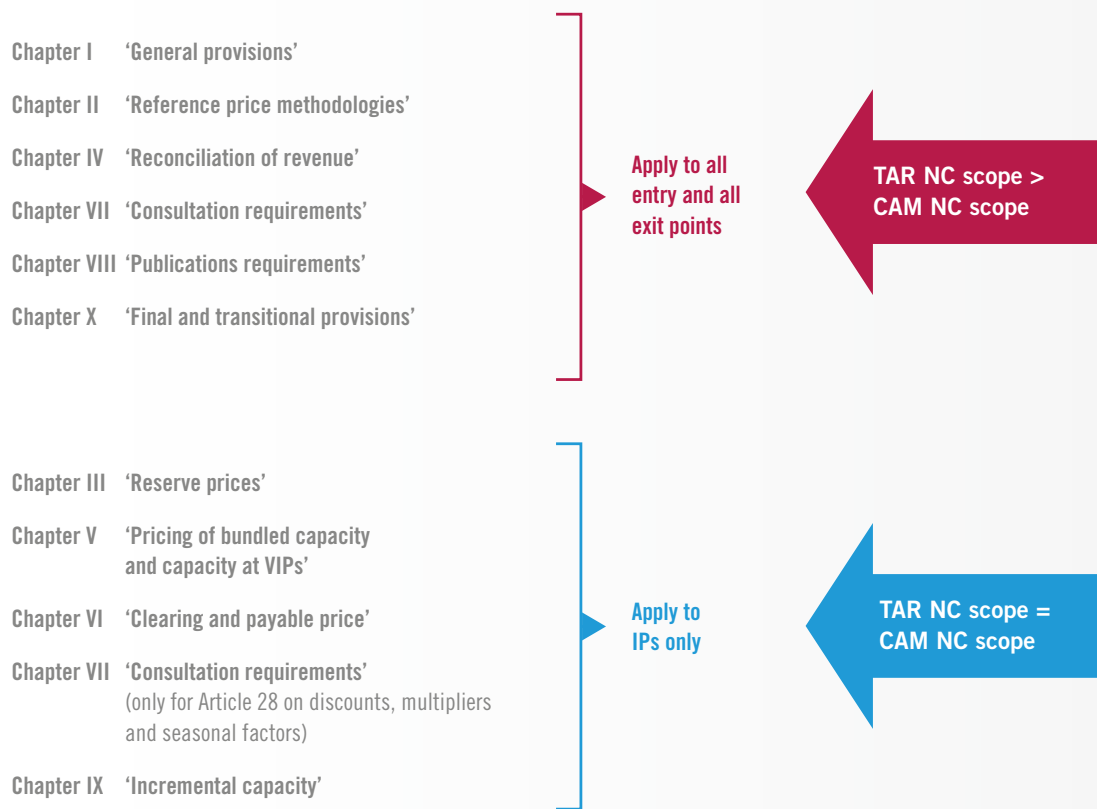 Chapter I ‘General provisions’
Chapter II ‘Reference price methodologies’
Chapter IV ‘Reconciliation of revenue’
Chapter VII ‘Consultation requirements’
Chapter VIII ‘Publications requirements’
Chapter X ‘Final and transitional provisions’
Apply to all
entry and all
exit points
TAR NC scope >
CAM NC scope
Chapter III ‘Reserve prices’
Chapter V ‘Pricing of bundled capacity
and capacity at VIPs’
Chapter VI ‘Clearing and payable price’
Chapter VII ‘Consultation requirements’
(only for Article 28 on discounts, multipliers
and seasonal factors)
Chapter IX ‘Incremental capacity’
Apply to
IPs only
TAR NC scope =
CAM NC scope